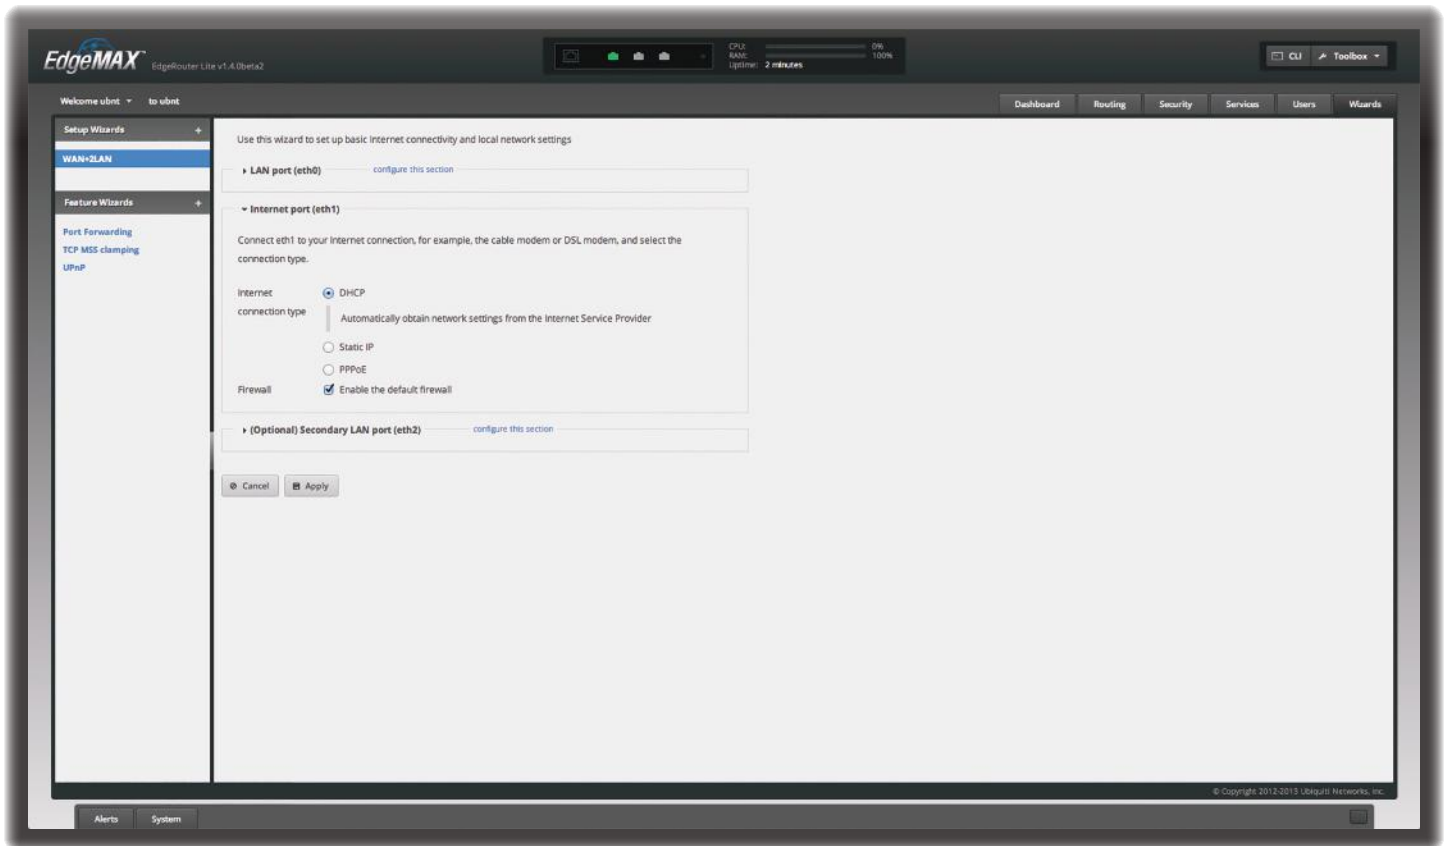 EdgeMAX™ EdgeRouter Lite v1.4.0beta2
CPU: 0%
RAM: 100%
Uptime: 2 minutes
CLI Toolbox
Welcome ubnt to ubnt
Dashboard Routing Security Services Users Wizards
Setup Wizards +
WAN+2LAN
Feature Wizards +
Port Forwarding
TCP MSS clamping
UPnP
Use this wizard to set up basic Internet connectivity and local network settings
LAN port (eth0) configure this section
Internet port (eth1)
Connect eth1 to your Internet connection, for example, the cable modem or DSL modem, and select the
connection type.
Internet
connection type
DHCP
Automatically obtain network settings from the Internet Service Provider
Static IP
PPPoE
Firewall Enable the default firewall
(Optional) Secondary LAN port (eth2) configure this section
Cancel Apply
© Copyright 2012-2013 Ubiquiti Networks, Inc.
Alerts System